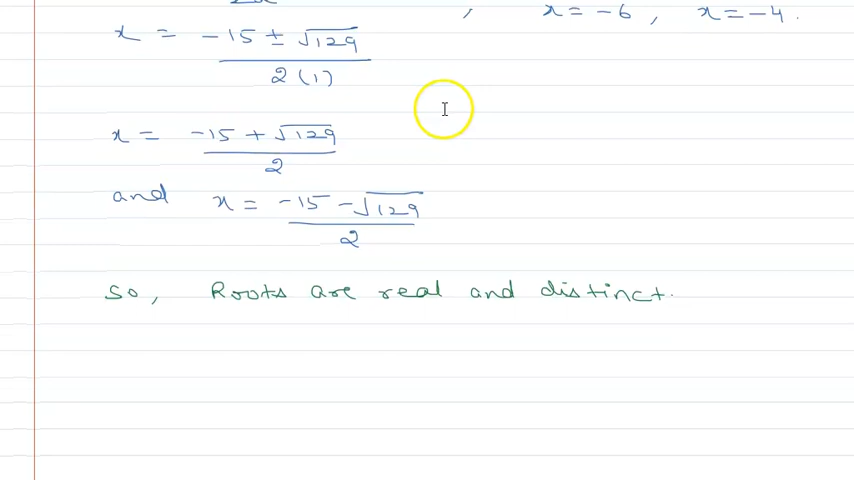 , x = -6 , x = -4 .
x = -15 ± √129
2 (1)
x = -15 + √129
2
and x = -15 - √129
2
So, Roots are real and distinct.